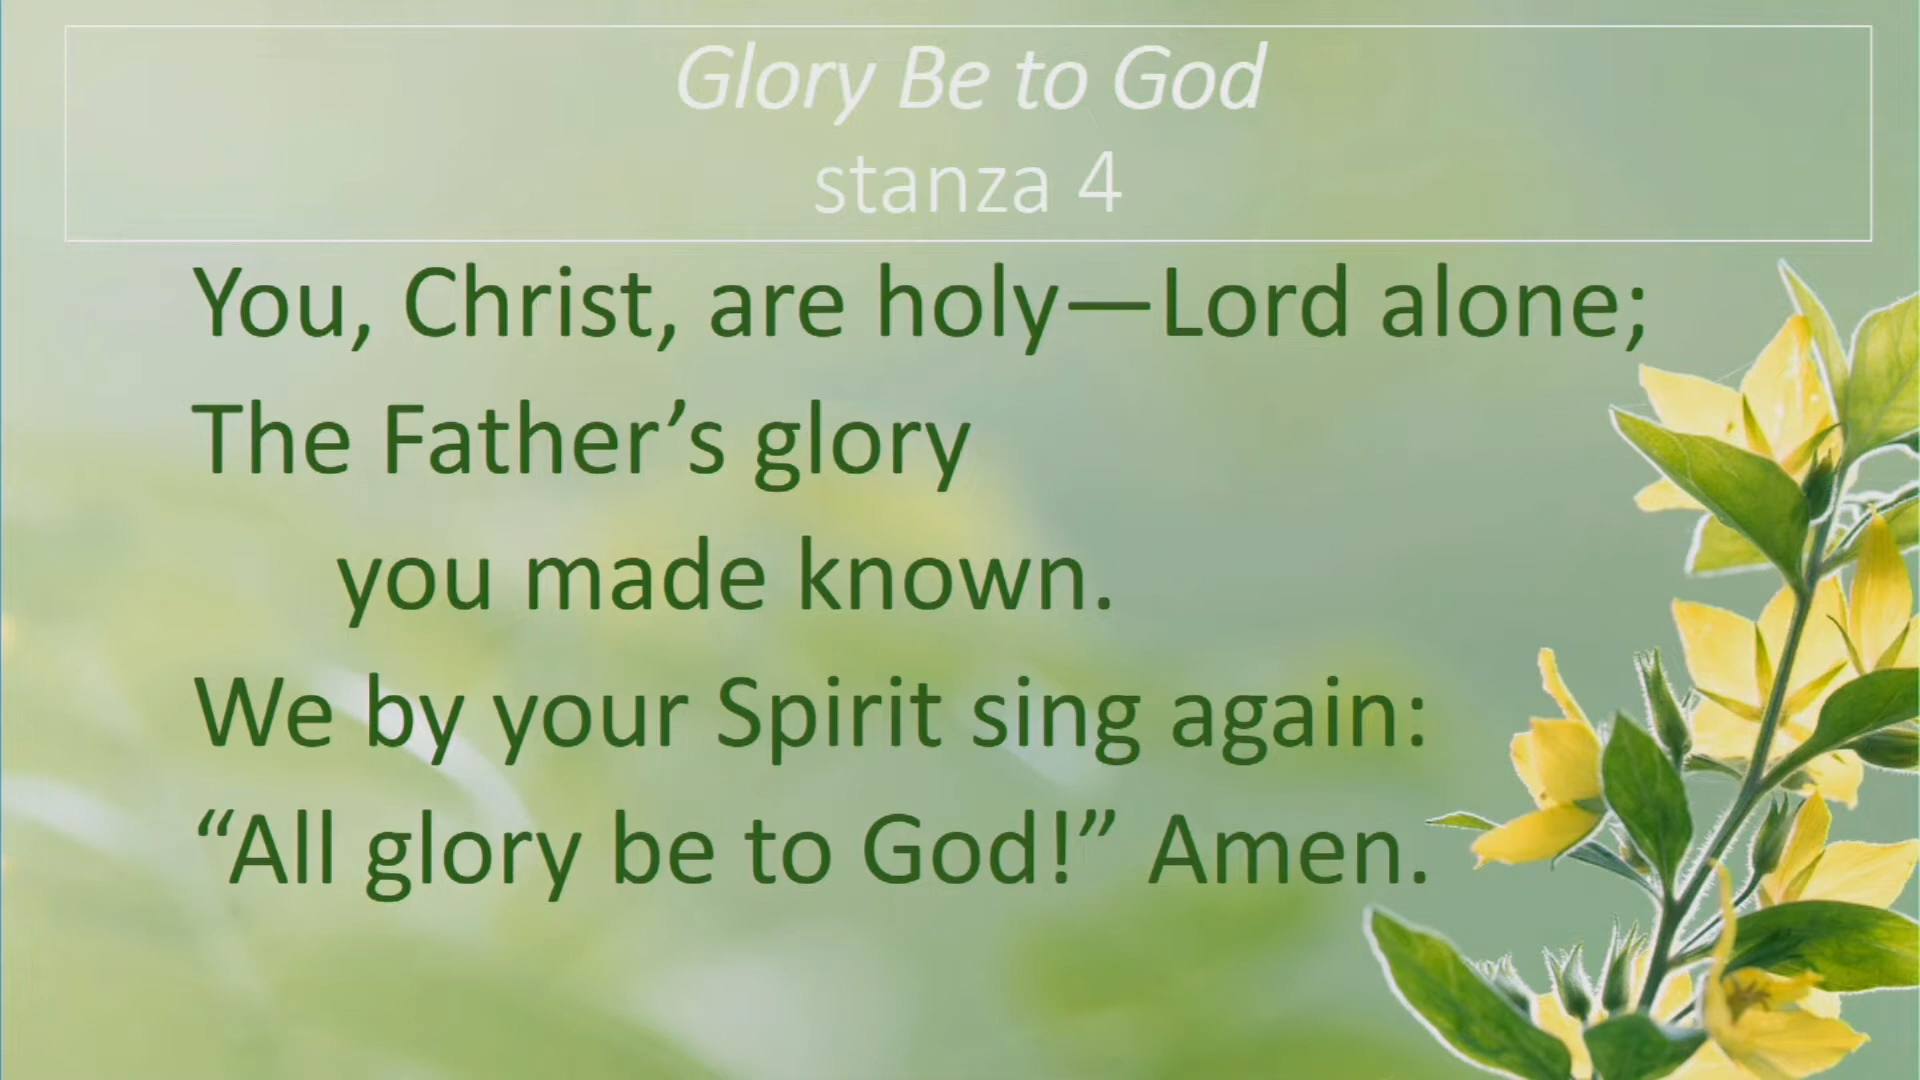 Glory Be to God
stanza 4
You, Christ, are holy—Lord alone;
The Father’s glory
you made known.
We by your Spirit sing again:
“All glory be to God!” Amen.